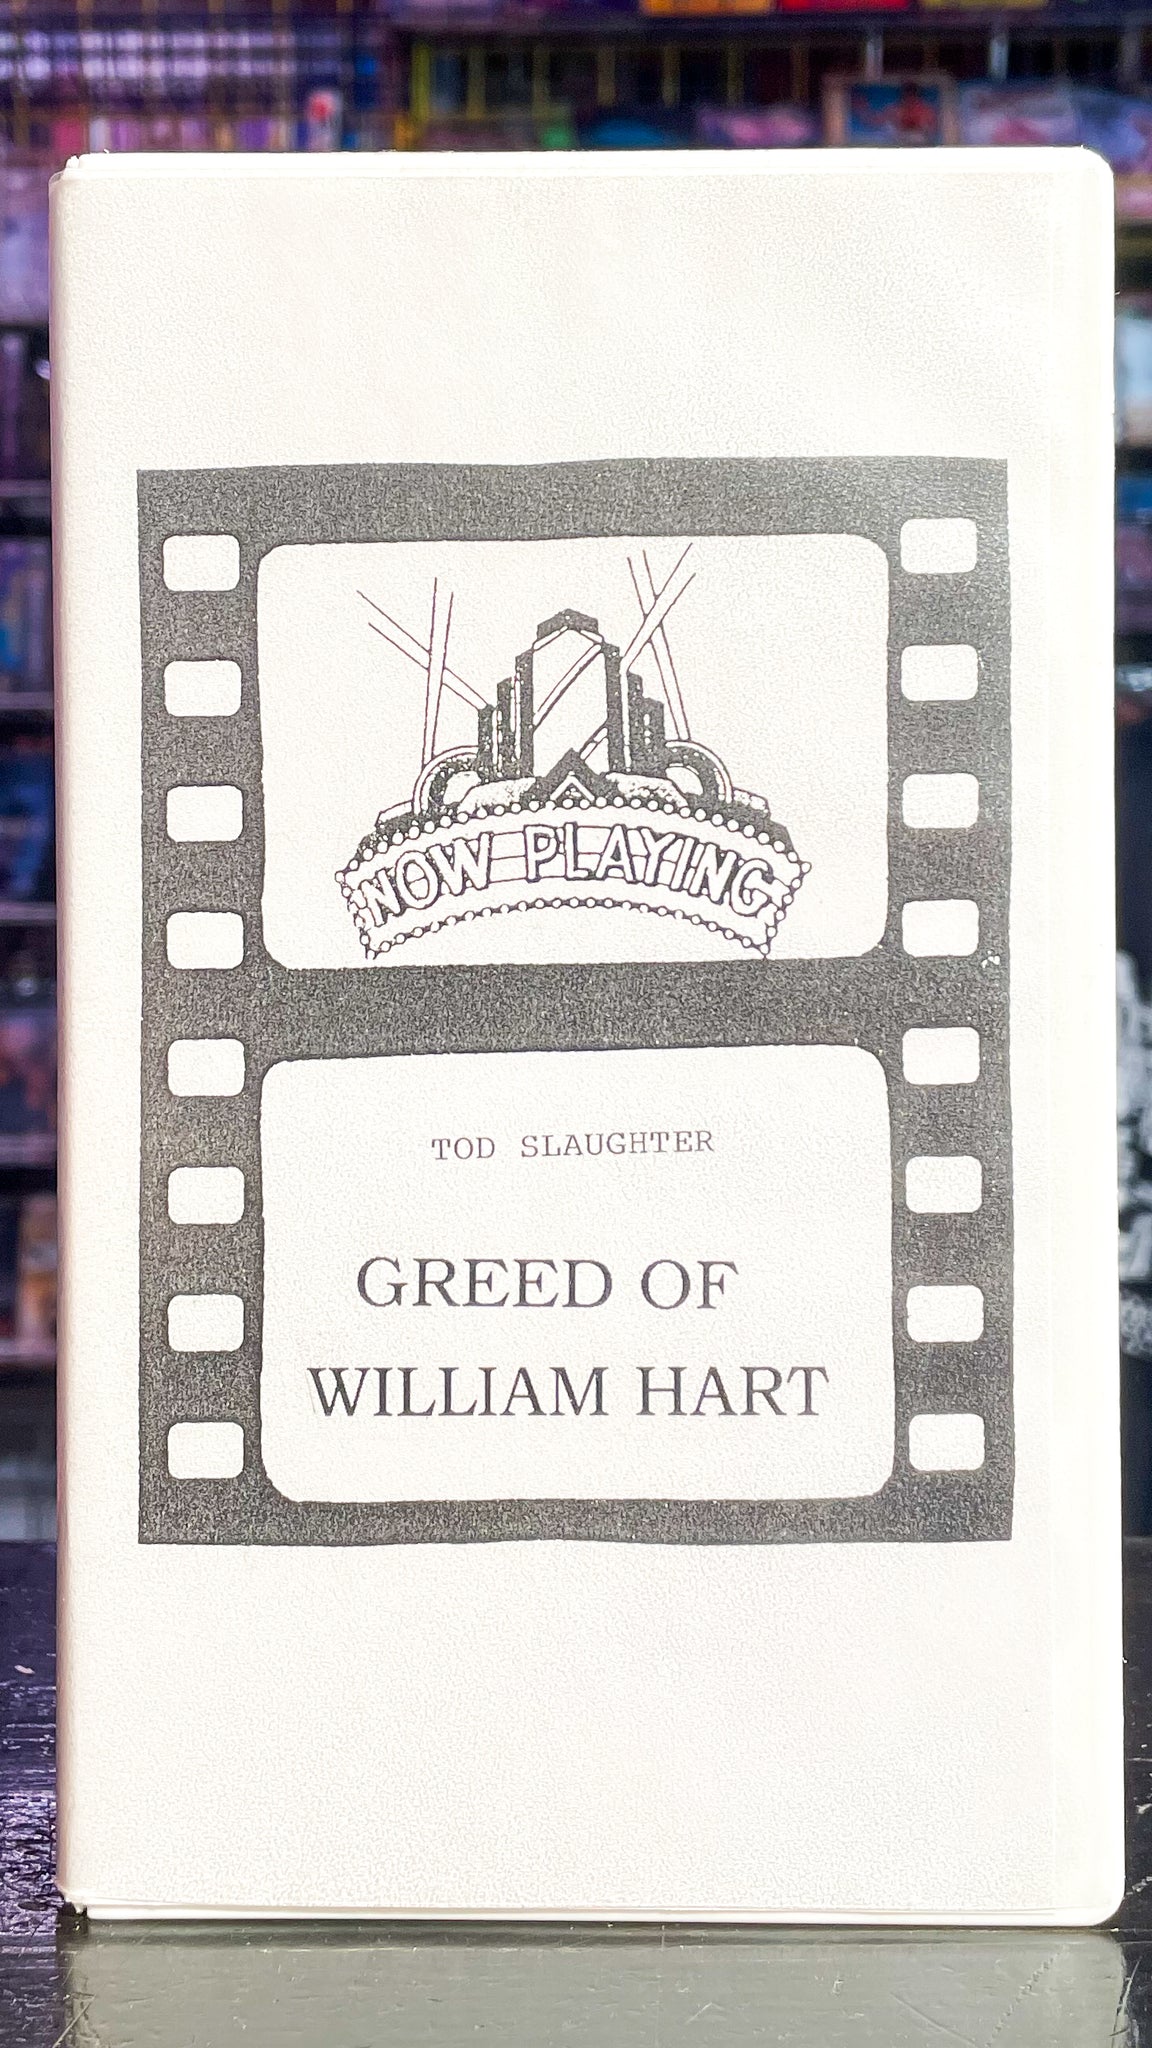 NOW PLAYING
TOD SLAUGHTER
GREED OF
WILLIAM HART